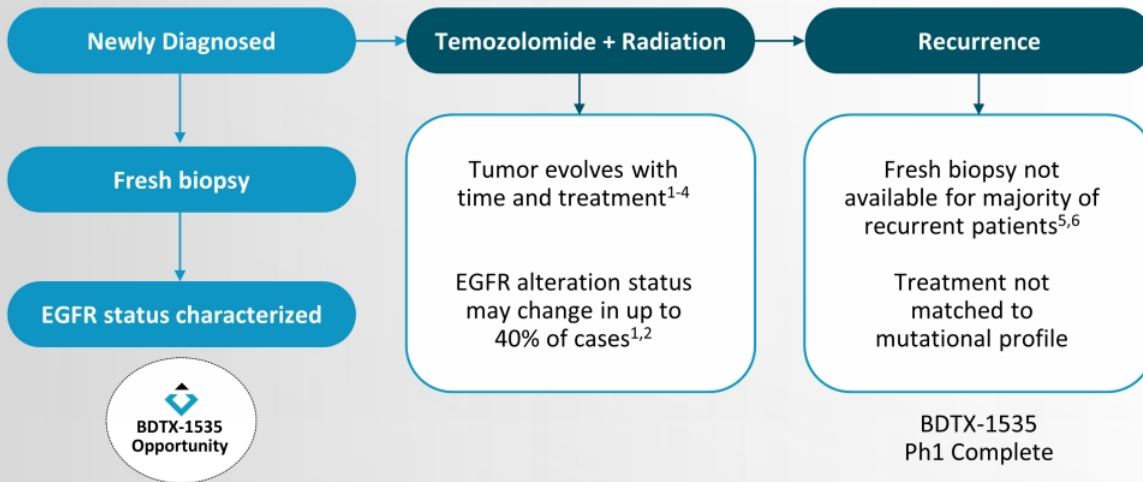 Newly Diagnosed
Temozolomide + Radiation
Recurrence
Fresh biopsy
EGFR status characterized
BDTX-1535
Opportunity
Tumor evolves with
time and treatment1-4
EGFR alteration status
may change in up to
40% of cases1,2
Fresh biopsy not
available for majority of
recurrent patients5,6
Treatment not
matched to
mutational profile
BDTX-1535
Ph1 Complete